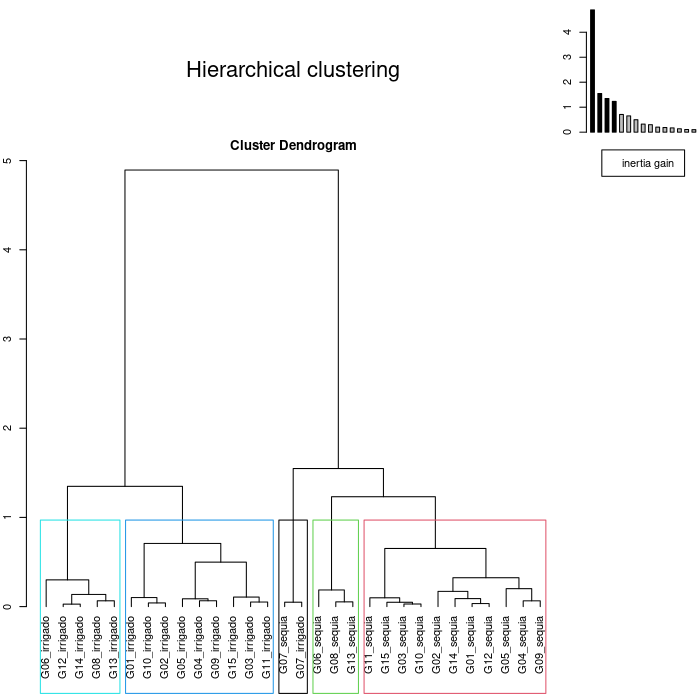 Hierarchical clustering
4
3
2
1
0
inertia gain
Cluster Dendrogram
5
4
3
2
1
0
G06_irrigado
G12_irrigado
G14_irrigado
G08_irrigado
G13_irrigado
G01_irrigado
G10_irrigado
G02_irrigado
G05_irrigado
G04_irrigado
G09_irrigado
G15_irrigado
G03_irrigado
G11_irrigado
G07_sequia
G07_irrigado
G06_sequia
G08_sequia
G13_sequia
G11_sequia
G15_sequia
G03_sequia
G10_sequia
G02_sequia
G14_sequia
G01_sequia
G12_sequia
G05_sequia
G04_sequia
G09_sequia